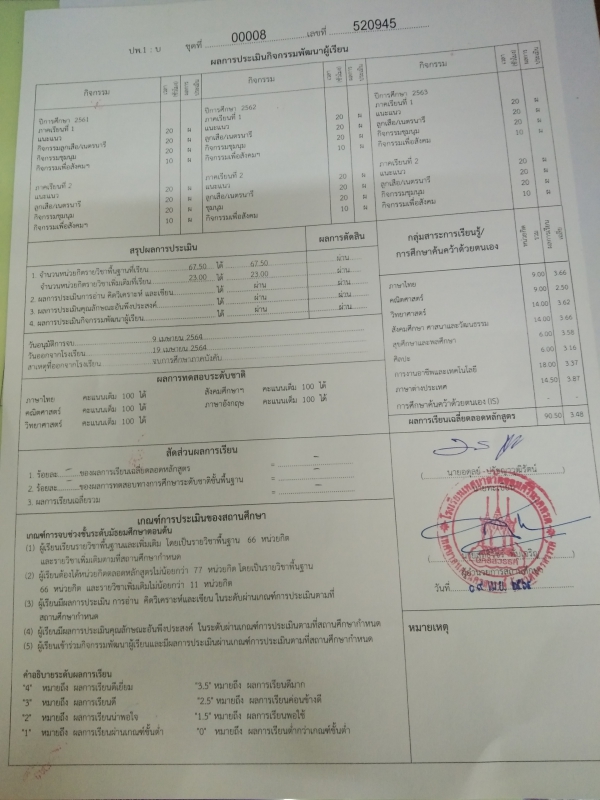 ปพ.1 : บ ชุดที่ 00008 เลขที่ 520945
ผลการประเมินกิจกรรมพัฒนาผู้เรียน
กิจกรรม เวลา (ชั่วโมง) ผลการประเมิน กิจกรรม เวลา (ชั่วโมง) ผลการประเมิน กิจกรรม เวลา (ชั่วโมง) ผลการประเมิน
ปีการศึกษา 2561
ภาคเรียนที่ 1
แนะแนว 20 ผ
กิจกรรมลูกเสือ/เนตรนารี 20 ผ
กิจกรรมชุมนุม 20 ผ
กิจกรรมเพื่อสังคมฯ 10 ผ
ภาคเรียนที่ 2
แนะแนว 20 ผ
ลูกเสือ/เนตรนารี 20 ผ
กิจกรรมชุมนุม 20 ผ
กิจกรรมเพื่อสังคมฯ 10 ผ
ปีการศึกษา 2562
ภาคเรียนที่ 1
แนะแนว 20 ผ
ลูกเสือ/เนตรนารี 20 ผ
กิจกรรมชุมนุม 20 ผ
กิจกรรมเพื่อสังคมฯ 10 ผ
ภาคเรียนที่ 2
แนะแนว 20 ผ
ลูกเสือ/เนตรนารี 20 ผ
ชุมนุม 20 ผ
กิจกรรมเพื่อสังคม 10 ผ
ปีการศึกษา 2563
ภาคเรียนที่ 1
แนะแนว 20 ผ
ลูกเสือ/เนตรนารี 20 ผ
กิจกรรมชุมนุม 20 ผ
กิจกรรมเพื่อสังคมฯ 10 ผ
ภาคเรียนที่ 2
แนะแนว 20 ผ
ลูกเสือ/เนตรนารี 20 ผ
กิจกรรมชุมนุม 20 ผ
กิจกรรมเพื่อสังคม 10 ผ
สรุปผลการประเมิน ผลการตัดสิน
1. จำนวนหน่วยกิตรายวิชาพื้นฐานที่เรียน 67.50 ได้ 67.50 ผ่าน
จำนวนหน่วยกิตรายวิชาเพิ่มเติมที่เรียน 23.00 ได้ 23.00 ผ่าน
2. ผลการประเมินการอ่าน คิดวิเคราะห์ และเขียน ได้ ผ่าน ผ่าน
3. ผลการประเมินคุณลักษณะอันพึงประสงค์ ได้ ผ่าน ผ่าน
4. ผลการประเมินกิจกรรมพัฒนาผู้เรียน ได้ ผ่าน ผ่าน
วันอนุมัติการจบ 9 เมษายน 2564
วันออกจากโรงเรียน 19 เมษายน 2564
สาเหตุที่ออกจากโรงเรียน จบการศึกษาภาคบังคับ
ผลการทดสอบระดับชาติ
ภาษาไทย คะแนนเต็ม 100 ได้ สังคมศึกษาฯ คะแนนเต็ม 100 ได้
คณิตศาสตร์ คะแนนเต็ม 100 ได้ ภาษาอังกฤษ คะแนนเต็ม 100 ได้
วิทยาศาสตร์ คะแนนเต็ม 100 ได้
กลุ่มสาระการเรียนรู้/
การศึกษาค้นคว้าด้วยตนเอง
หน่วยกิตรวม ผลการเรียนเฉลี่ย
ภาษาไทย 9.00 3.66
คณิตศาสตร์ 9.00 2.50
วิทยาศาสตร์ 14.00 3.62
สังคมศึกษา ศาสนาและวัฒนธรรม 14.00 3.66
สุขศึกษาและพลศึกษา 6.00 3.58
ศิลปะ 6.00 3.16
การงานอาชีพและเทคโนโลยี 18.00 3.37
ภาษาต่างประเทศ 14.50 3.87
การศึกษาค้นคว้าด้วยตนเอง (IS) - -
ผลการเรียนเฉลี่ยตลอดหลักสูตร 90.50 3.48
สัดส่วนผลการเรียน
1. ร้อยละ – ของผลการเรียนเฉลี่ยตลอดหลักสูตร = –
2. ร้อยละ – ของผลการทดสอบทางการศึกษาระดับชาติขั้นพื้นฐาน = –
3. ผลการเรียนเฉลี่ยรวม = –
เกณฑ์การประเมินของสถานศึกษา
เกณฑ์การจบช่วงชั้นระดับมัธยมศึกษาตอนต้น
(1) ผู้เรียนเรียนรายวิชาพื้นฐานและเพิ่มเติม โดยเป็นรายวิชาพื้นฐาน 66 หน่วยกิต
และรายวิชาเพิ่มเติมตามที่สถานศึกษากำหนด
(2) ผู้เรียนต้องได้หน่วยกิตตลอดหลักสูตรไม่น้อยกว่า 77 หน่วยกิต โดยเป็นรายวิชาพื้นฐาน
66 หน่วยกิต และรายวิชาเพิ่มเติมไม่น้อยกว่า 11 หน่วยกิต
(3) ผู้เรียนมีผลการประเมิน การอ่าน คิดวิเคราะห์และเขียน ในระดับผ่านเกณฑ์การประเมินตามที่
สถานศึกษากำหนด
(4) ผู้เรียนมีผลการประเมินคุณลักษณะอันพึงประสงค์ ในระดับผ่านเกณฑ์การประเมินตามที่สถานศึกษากำหนด
(5) ผู้เรียนเข้าร่วมกิจกรรมพัฒนาผู้เรียนและมีผลการประเมินผ่านเกณฑ์การประเมินตามที่สถานศึกษากำหนด
คำอธิบายระดับผลการเรียน
"4" หมายถึง ผลการเรียนดีเยี่ยม "3.5" หมายถึง ผลการเรียนดีมาก
"3" หมายถึง ผลการเรียนดี "2.5" หมายถึง ผลการเรียนค่อนข้างดี
"2" หมายถึง ผลการเรียนน่าพอใจ "1.5" หมายถึง ผลการเรียนพอใช้
"1" หมายถึง ผลการเรียนผ่านเกณฑ์ขั้นต่ำ "0" หมายถึง ผลการเรียนต่ำกว่าเกณฑ์ขั้นต่ำ
วันที่
หมายเหตุ